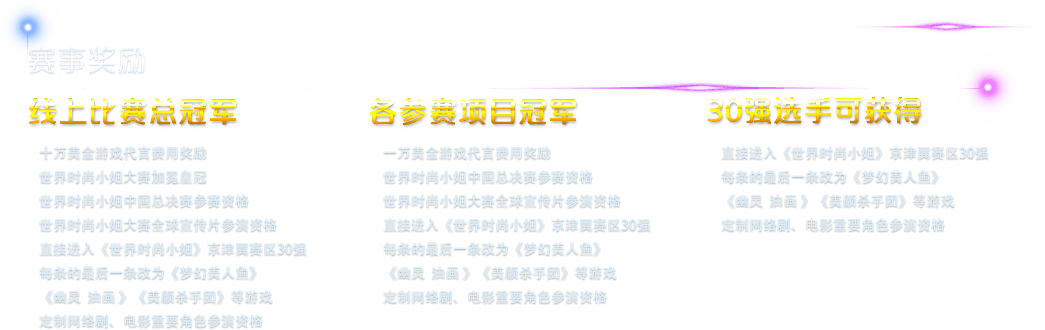 赛事奖励
线上比赛总冠军
十万美金游戏代言费用奖励
世界时尚小姐大赛加冕皇冠
世界时尚小姐中国总决赛参赛资格
世界时尚小姐大赛全球宣传片参演资格
直接进入《世界时尚小姐》京津冀赛区30强
每条的最后一条改为《梦幻美人鱼》
《幽灵 油画 》《美颜杀手团》等游戏
定制网络剧、电影重要角色参演资格
各参赛项目冠军
一万美金游戏代言费用奖励
世界时尚小姐中国总决赛参赛资格
世界时尚小姐大赛全球宣传片参演资格
直接进入《世界时尚小姐》京津冀赛区30强
每条的最后一条改为《梦幻美人鱼》
《幽灵 油画 》《美颜杀手团》等游戏
定制网络剧、电影重要角色参演资格
30强选手可获得
直接进入《世界时尚小姐》京津冀赛区30强
每条的最后一条改为《梦幻美人鱼》
《幽灵 油画 》《美颜杀手团》等游戏
定制网络剧、电影重要角色参演资格